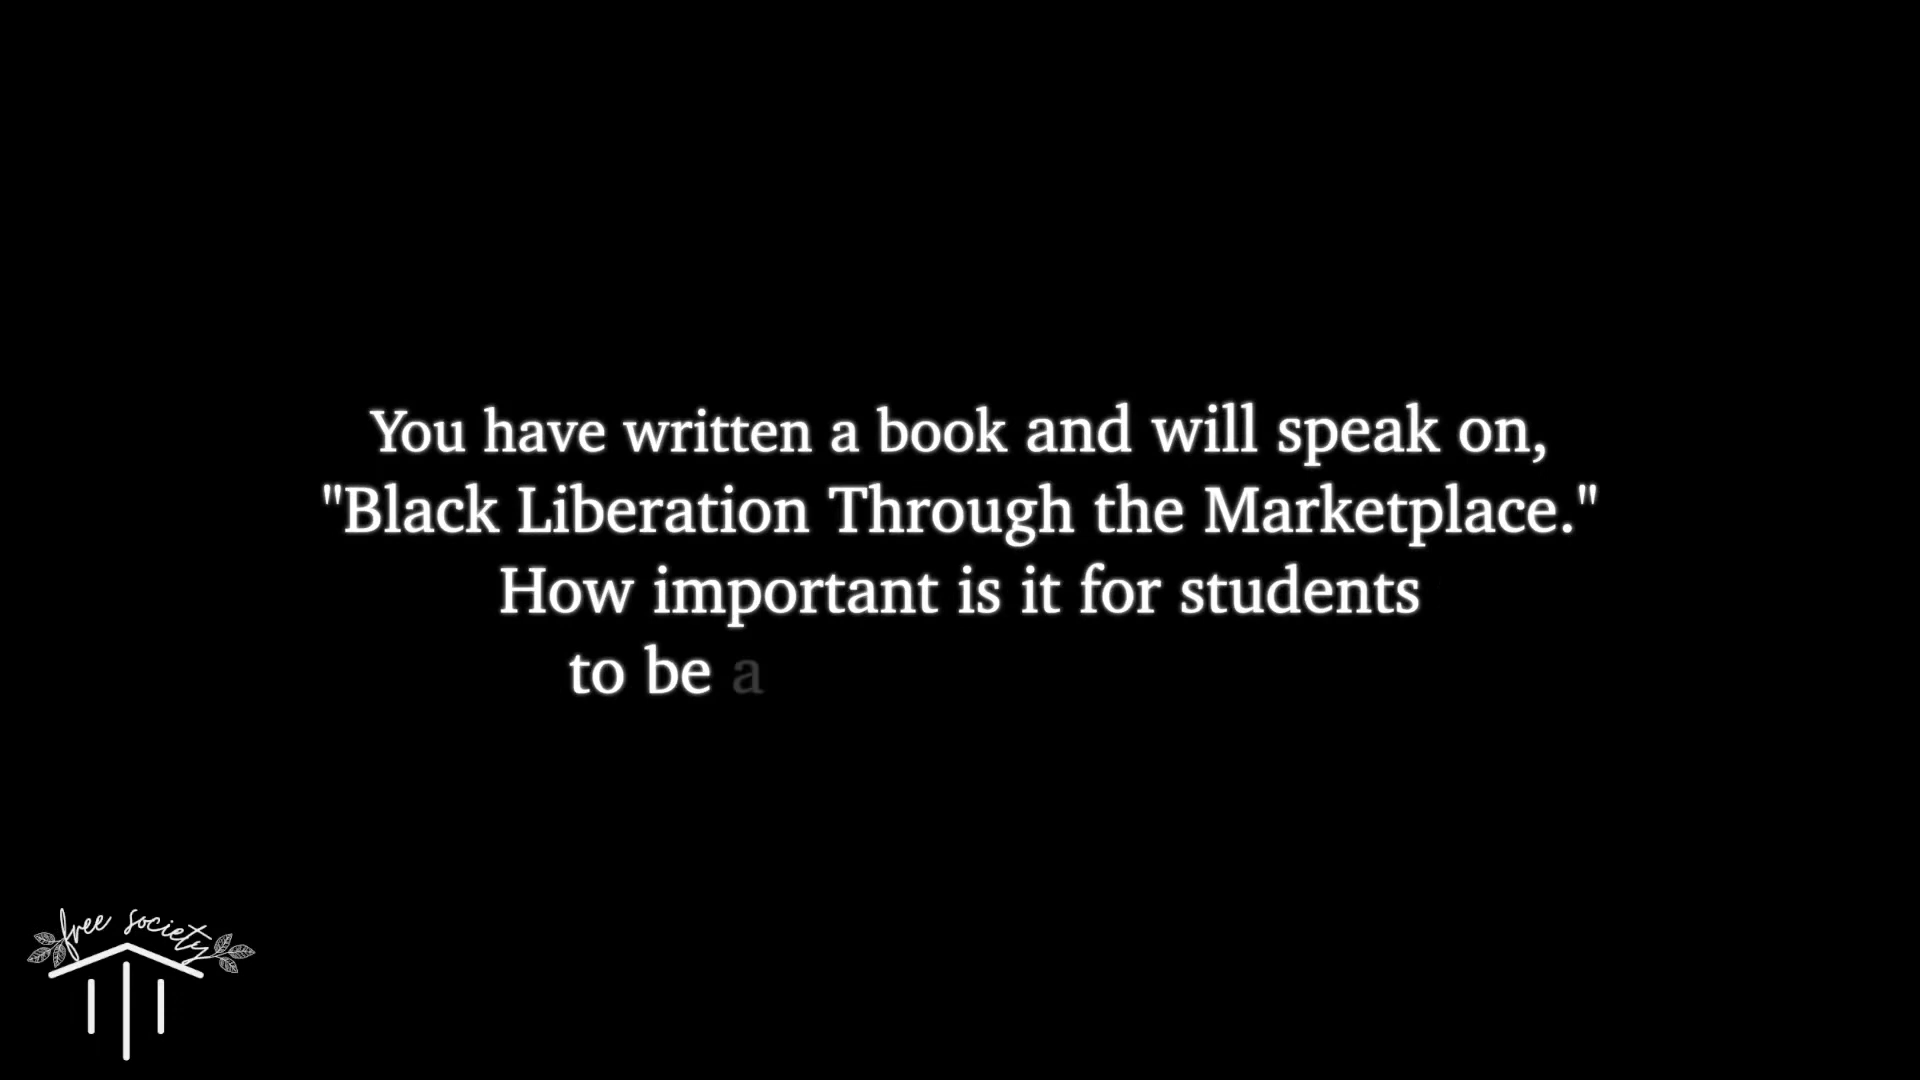 You have written a book and will speak on,
"Black Liberation Through the Marketplace."
How important is it for students
to be a
free society